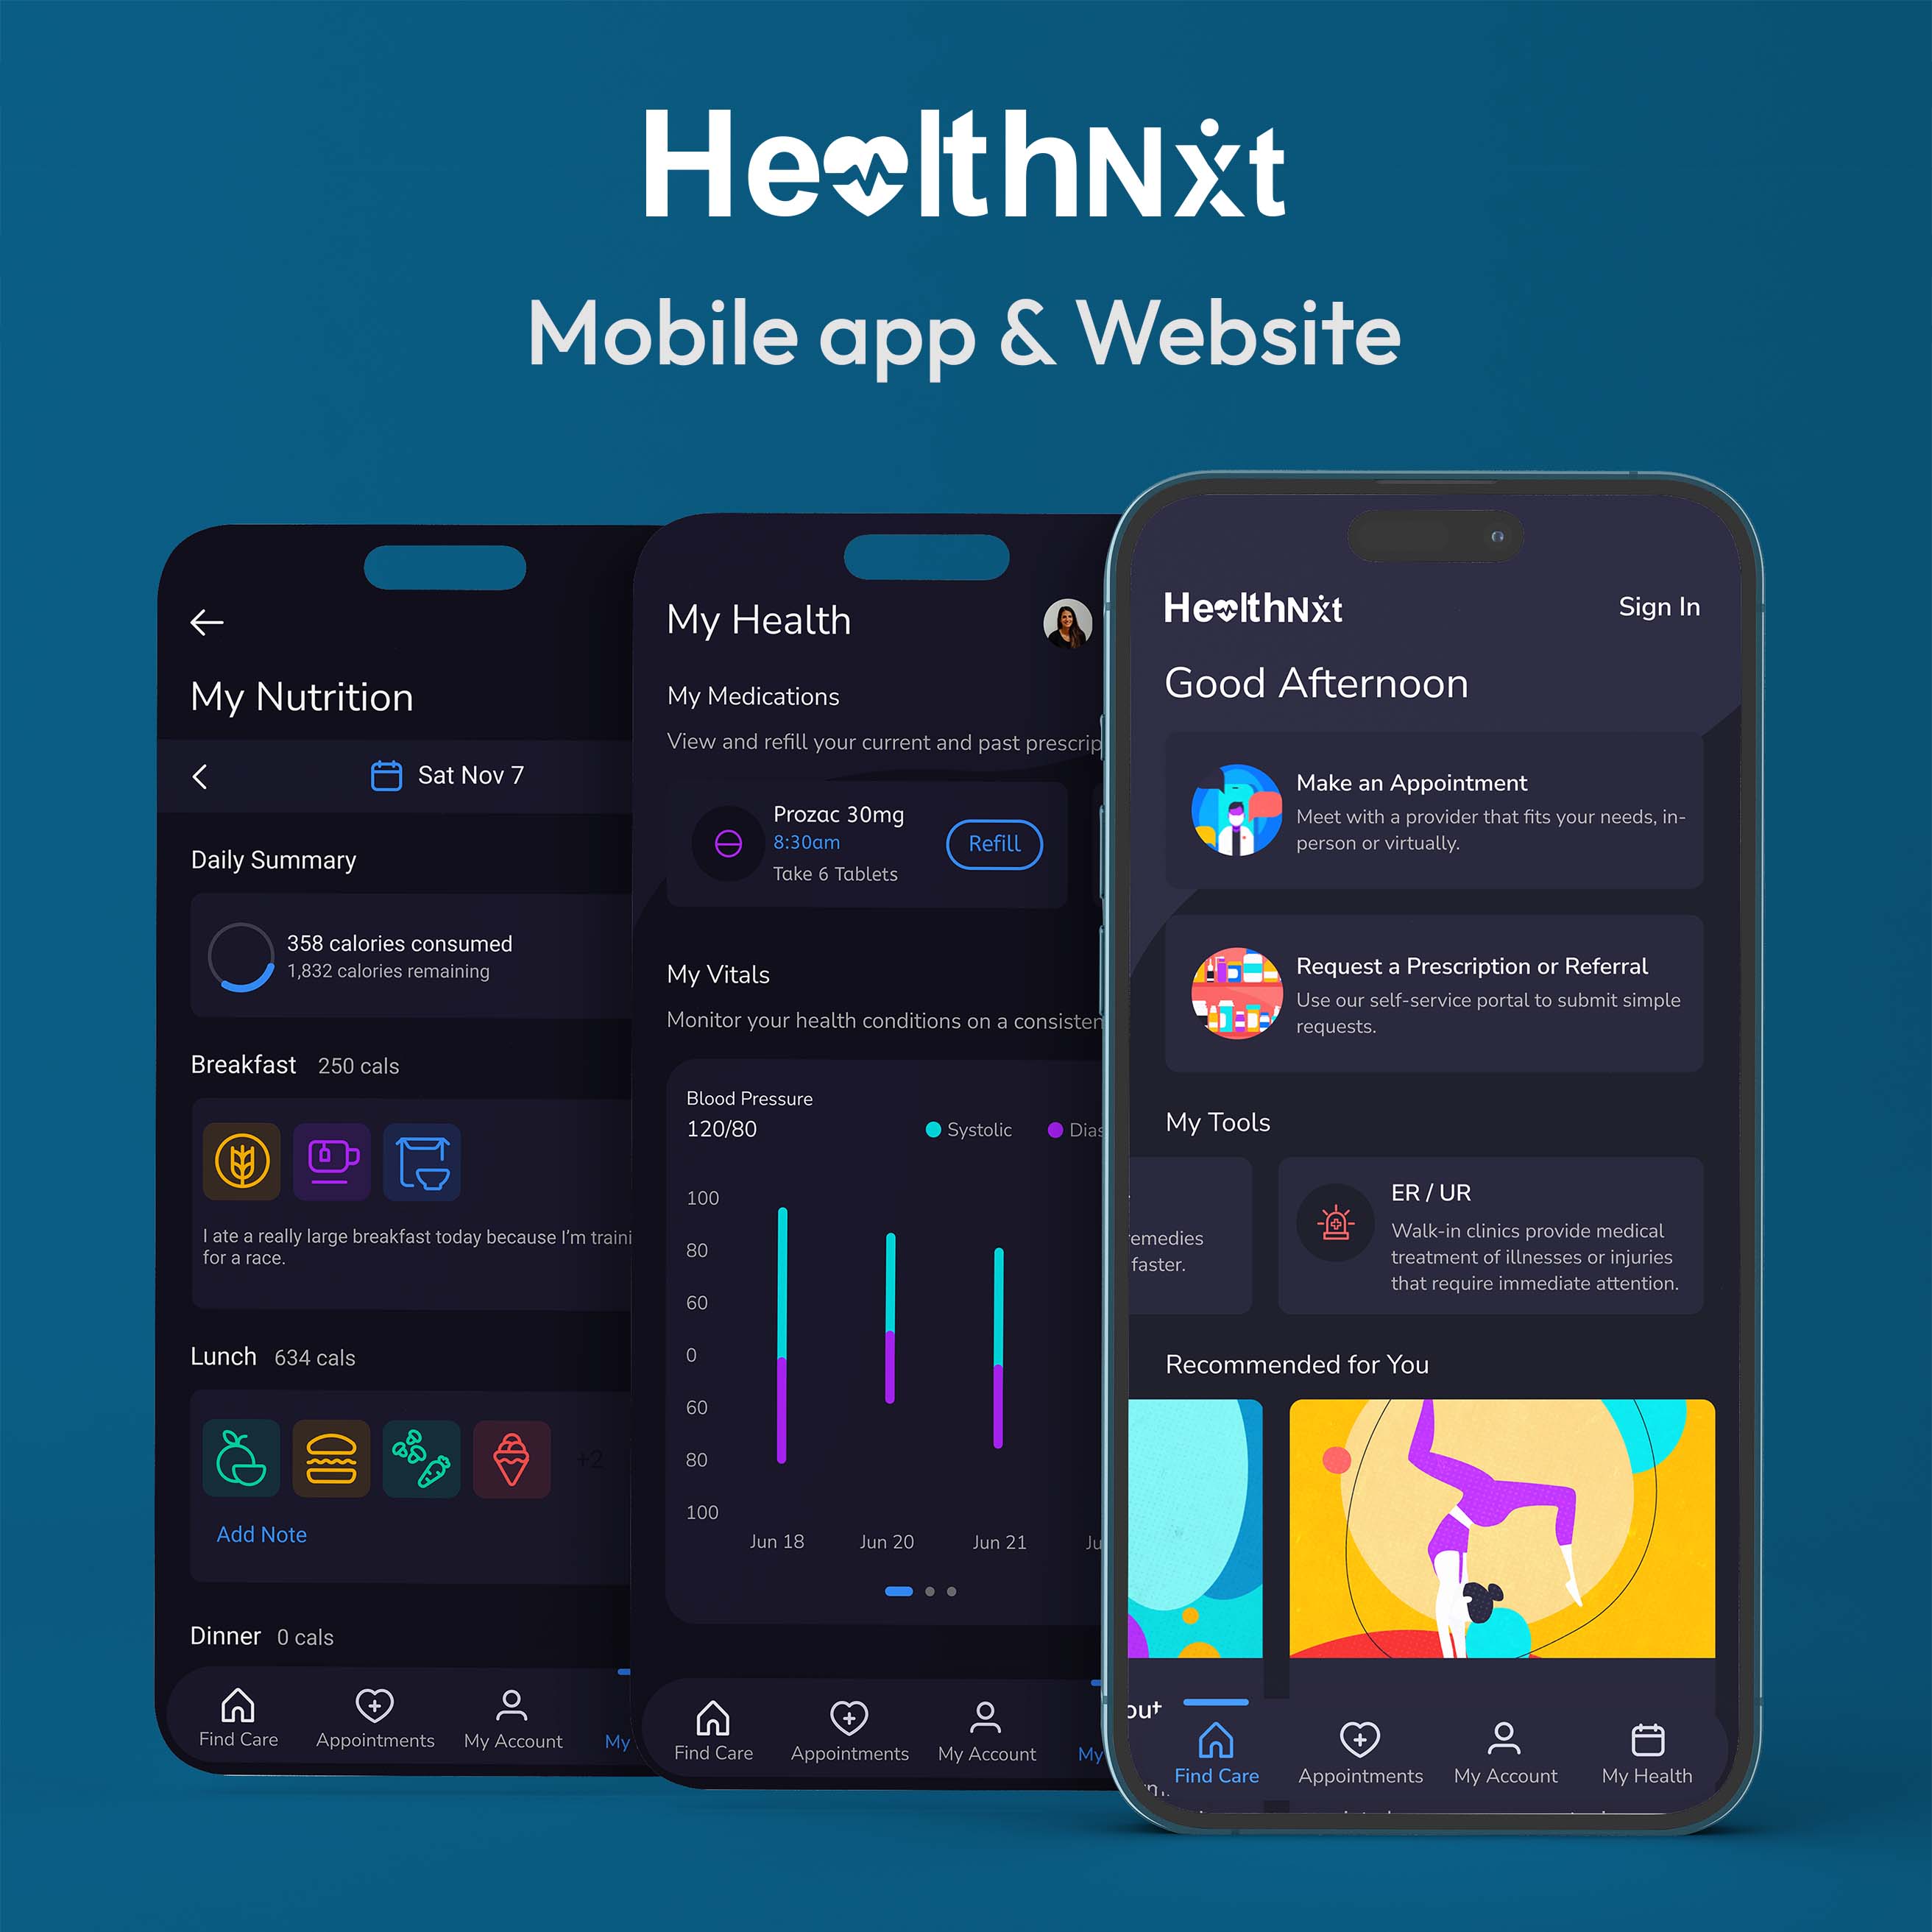 HealthNxt
Mobile app & Website
My Nutrition
Sat Nov 7
Daily Summary
358 calories consumed
1,832 calories remaining
Breakfast 250 cals
I ate a really large breakfast today because I'm traini
for a race.
Lunch 634 cals
+2
Add Note
Dinner 0 cals
Find Care Appointments My Account My
My Health
My Medications
View and refill your current and past prescrip
Prozac 30mg
8:30am
Take 6 Tablets
Refill
My Vitals
Monitor your health conditions on a consisten
Blood Pressure
120/80
Systolic Dias
100
80
60
0
60
80
100
Jun 18 Jun 20 Jun 21 Ju
Find Care Appointments My Account My
HealthNxt
Sign In
Good Afternoon
Make an Appointment
Meet with a provider that fits your needs, in-
person or virtually.
Request a Prescription or Referral
Use our self-service portal to submit simple
requests.
My Tools
emedies
faster.
ER / UR
Walk-in clinics provide medical
treatment of illnesses or injuries
that require immediate attention.
Recommended for You
out
Find Care Appointments My Account My Health